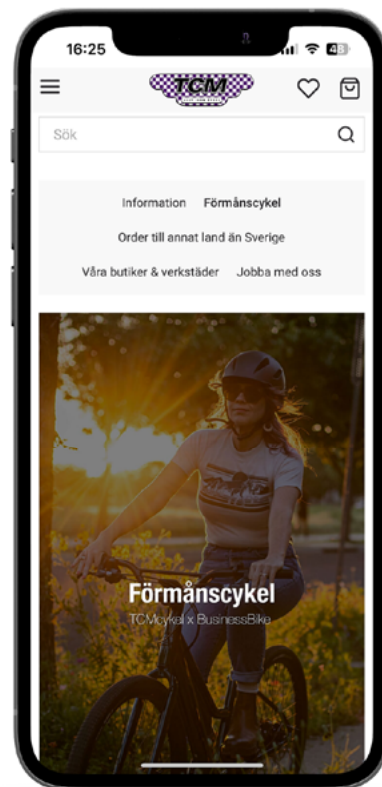 16:25
48
TCM
Sök
Information Förmånscykel
Order till annat land än Sverige
Våra butiker & verkstäder Jobba med oss
Förmånscykel
TCMcykel x BusinessBike